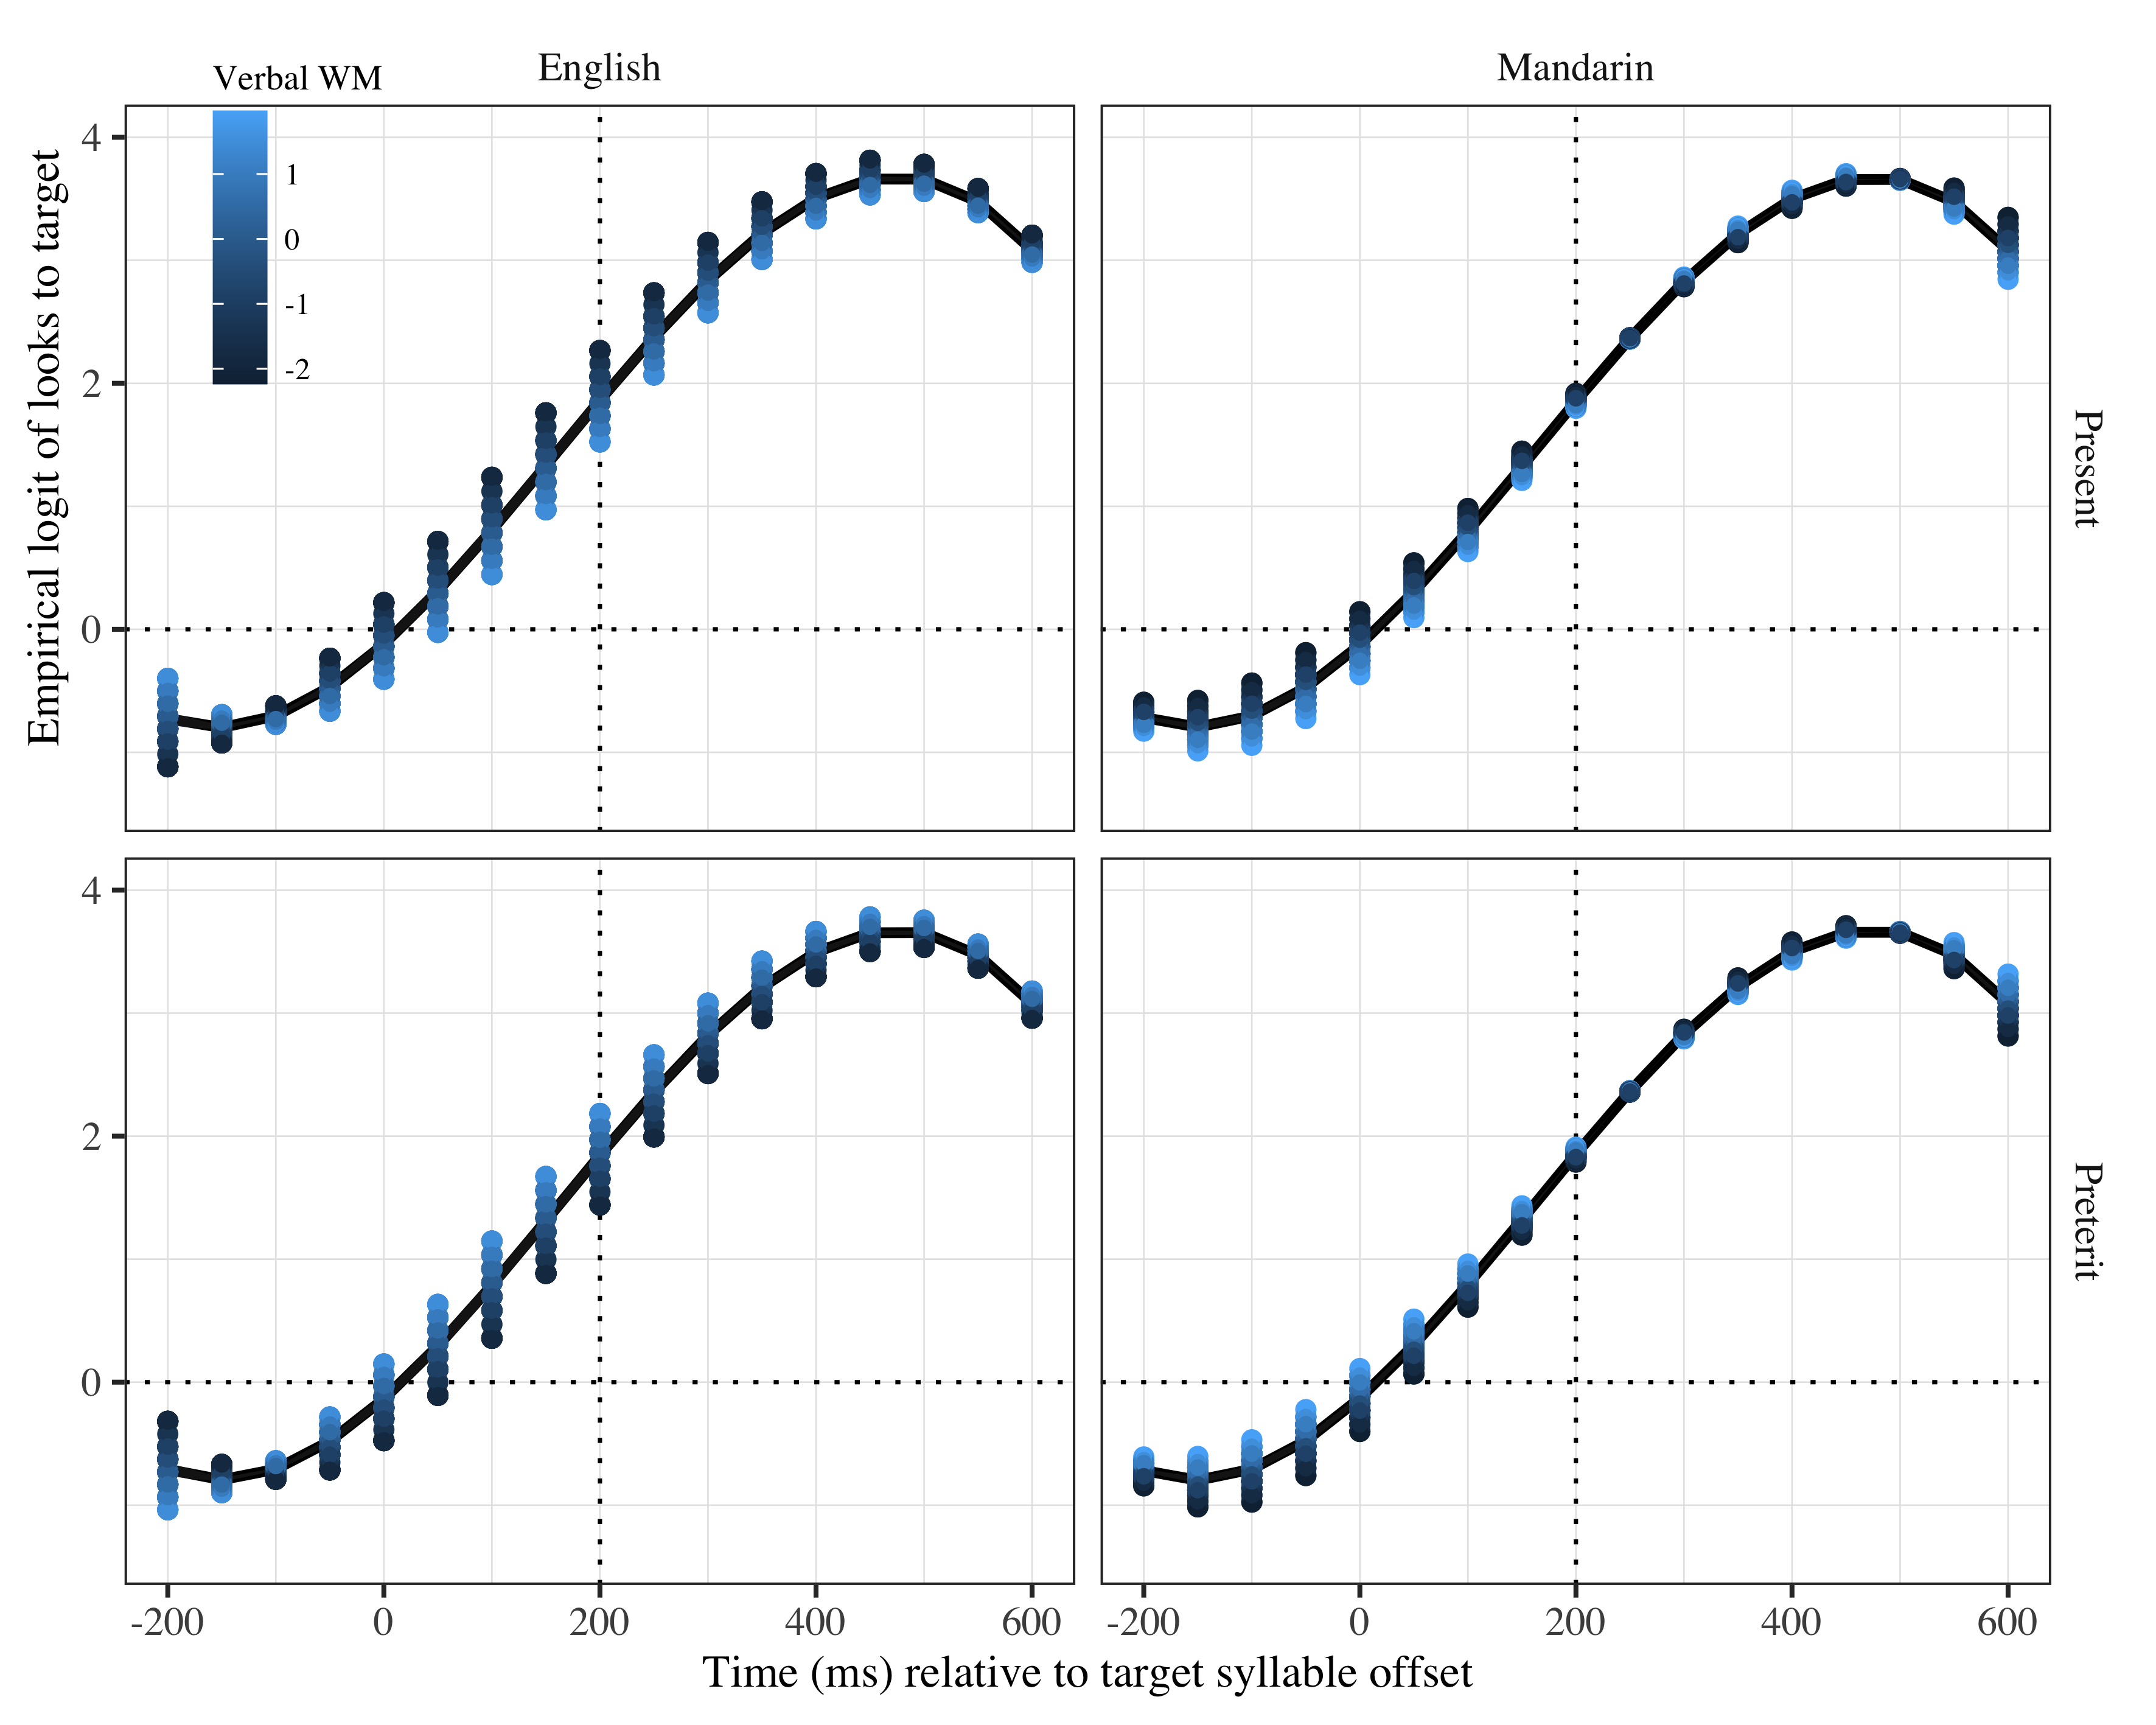 Verbal WM
English
Mandarin
1
0
-1
-2
Empirical logit of looks to target
4
2
0
Present
4
2
0
Preterit
-200 0 200 400 600
-200 0 200 400 600
Time (ms) relative to target syllable offset